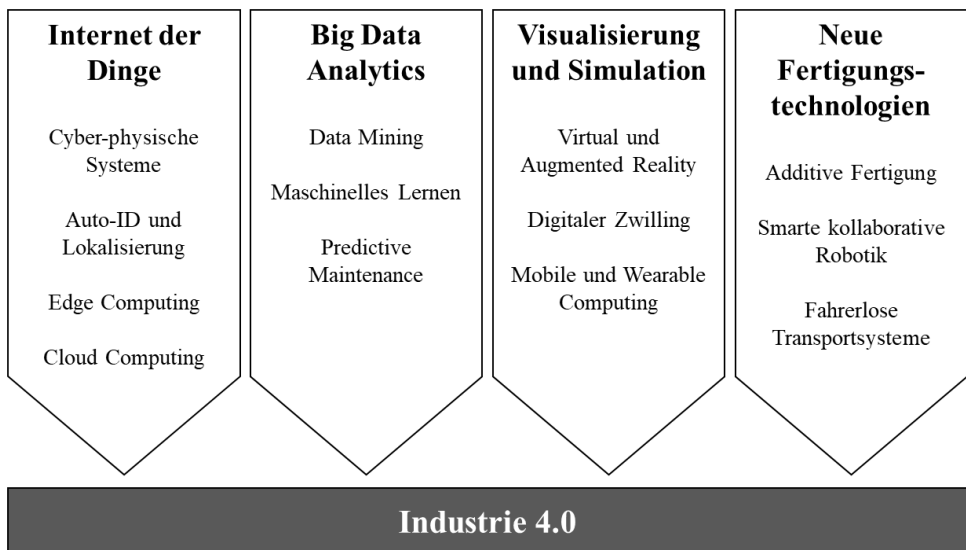 Internet der
Dinge
Cyber-physische
Systeme
Auto-ID und
Lokalisierung
Edge Computing
Cloud Computing
Big Data
Analytics
Data Mining
Maschinelles Lernen
Predictive
Maintenance
Visualisierung
und Simulation
Virtual und
Augmented Reality
Digitaler Zwilling
Mobile und Wearable
Computing
Neue
Fertigungs-
technologien
Additive Fertigung
Smarte kollaborative
Robotik
Fahrerlose
Transportsysteme
Industrie 4.0